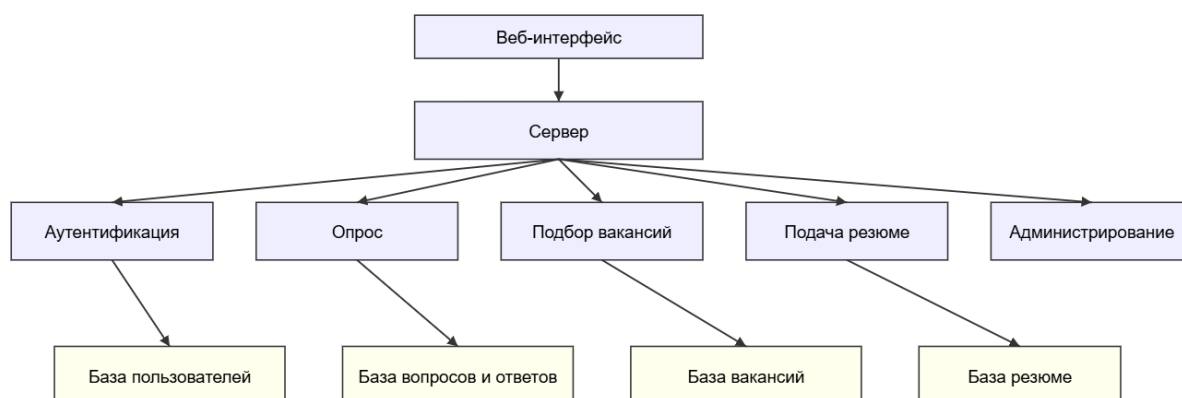 Веб-интерфейс
Сервер
Аутентификация
Опрос
Подбор вакансий
Подача резюме
Администрирование
База пользователей
База вопросов и ответов
База вакансий
База резюме